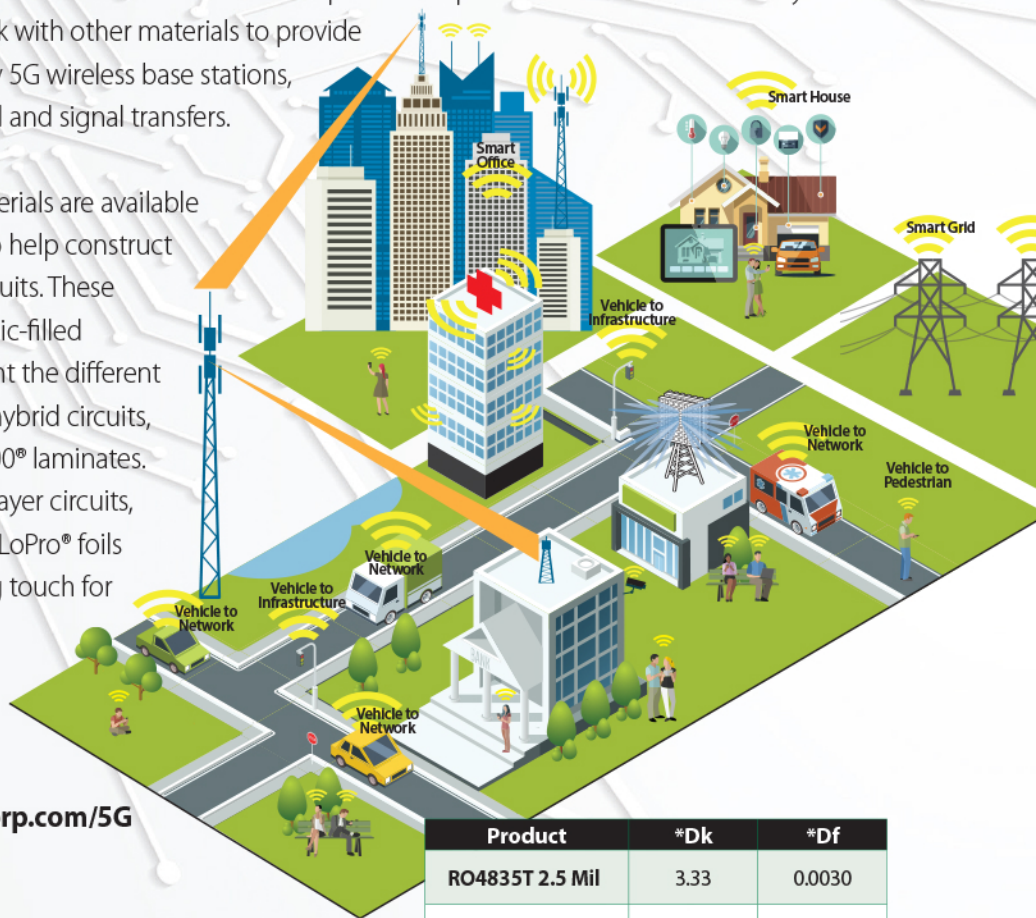 k with other materials to provide
5G wireless base stations,
and signal transfers.
erials are available
o help construct
uits. These
ic-filled
nt the different
hybrid circuits,
00® laminates.
ayer circuits,
LoPro® foils
g touch for
rp.com/5G
Smart
Office
Smart House
Smart Grid
Vehicle to
Infrastructure
Vehicle to
Network
Vehicle to
Pedestrian
Vehicle to
Network
Vehicle to
Infrastructure
Vehicle to
Network
BANK
Vehicle to
Network
Product *Dk *Df
RO4835T 2.5 Mil 3.33 0.0030